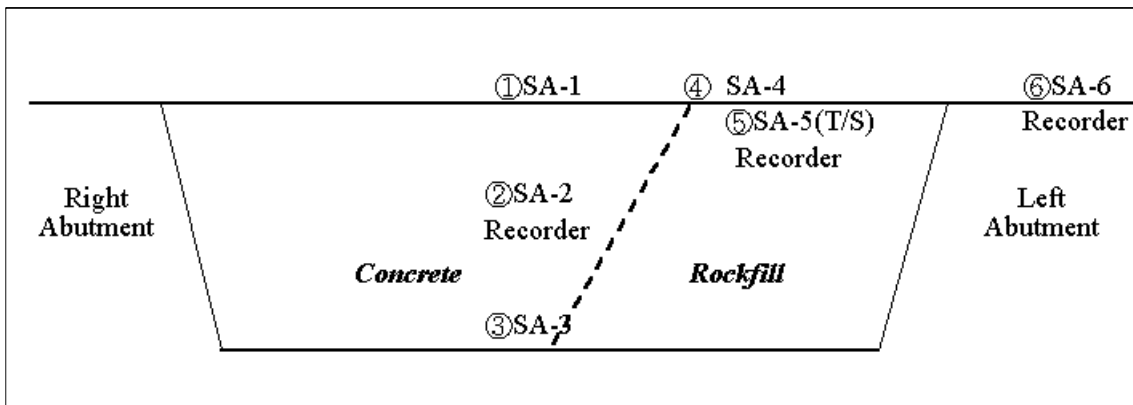 ①SA-1
④ SA-4
⑥SA-6
Recorder
⑤SA-5(T/S)
Recorder
Right
Abutment
②SA-2
Recorder
Left
Abutment
Concrete
Rockfill
③SA-3